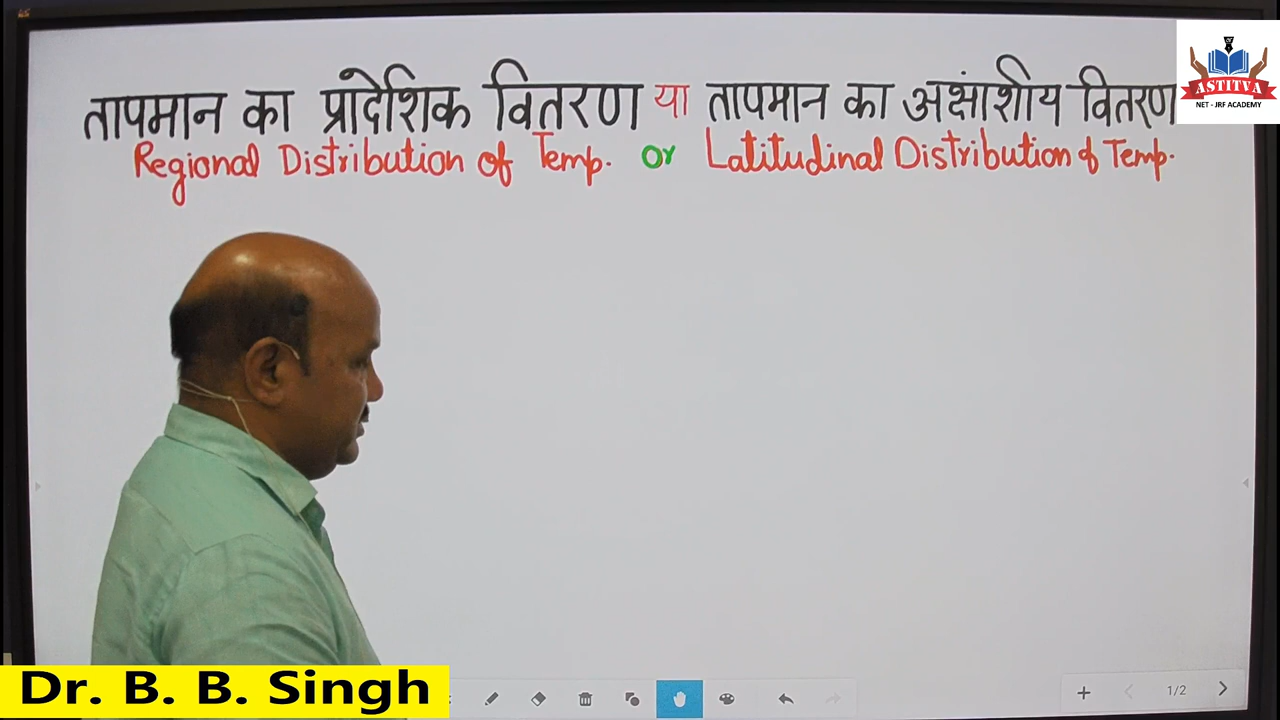 तापमान का प्रादेशिक वितरण या तापमान का अक्षांशीय वितरण
Regional Distribution of Temp. Or Latitudinal Distribution of Temp.
ASTITVA
NET - JRF ACADEMY
Dr. B. B. Singh
1/2